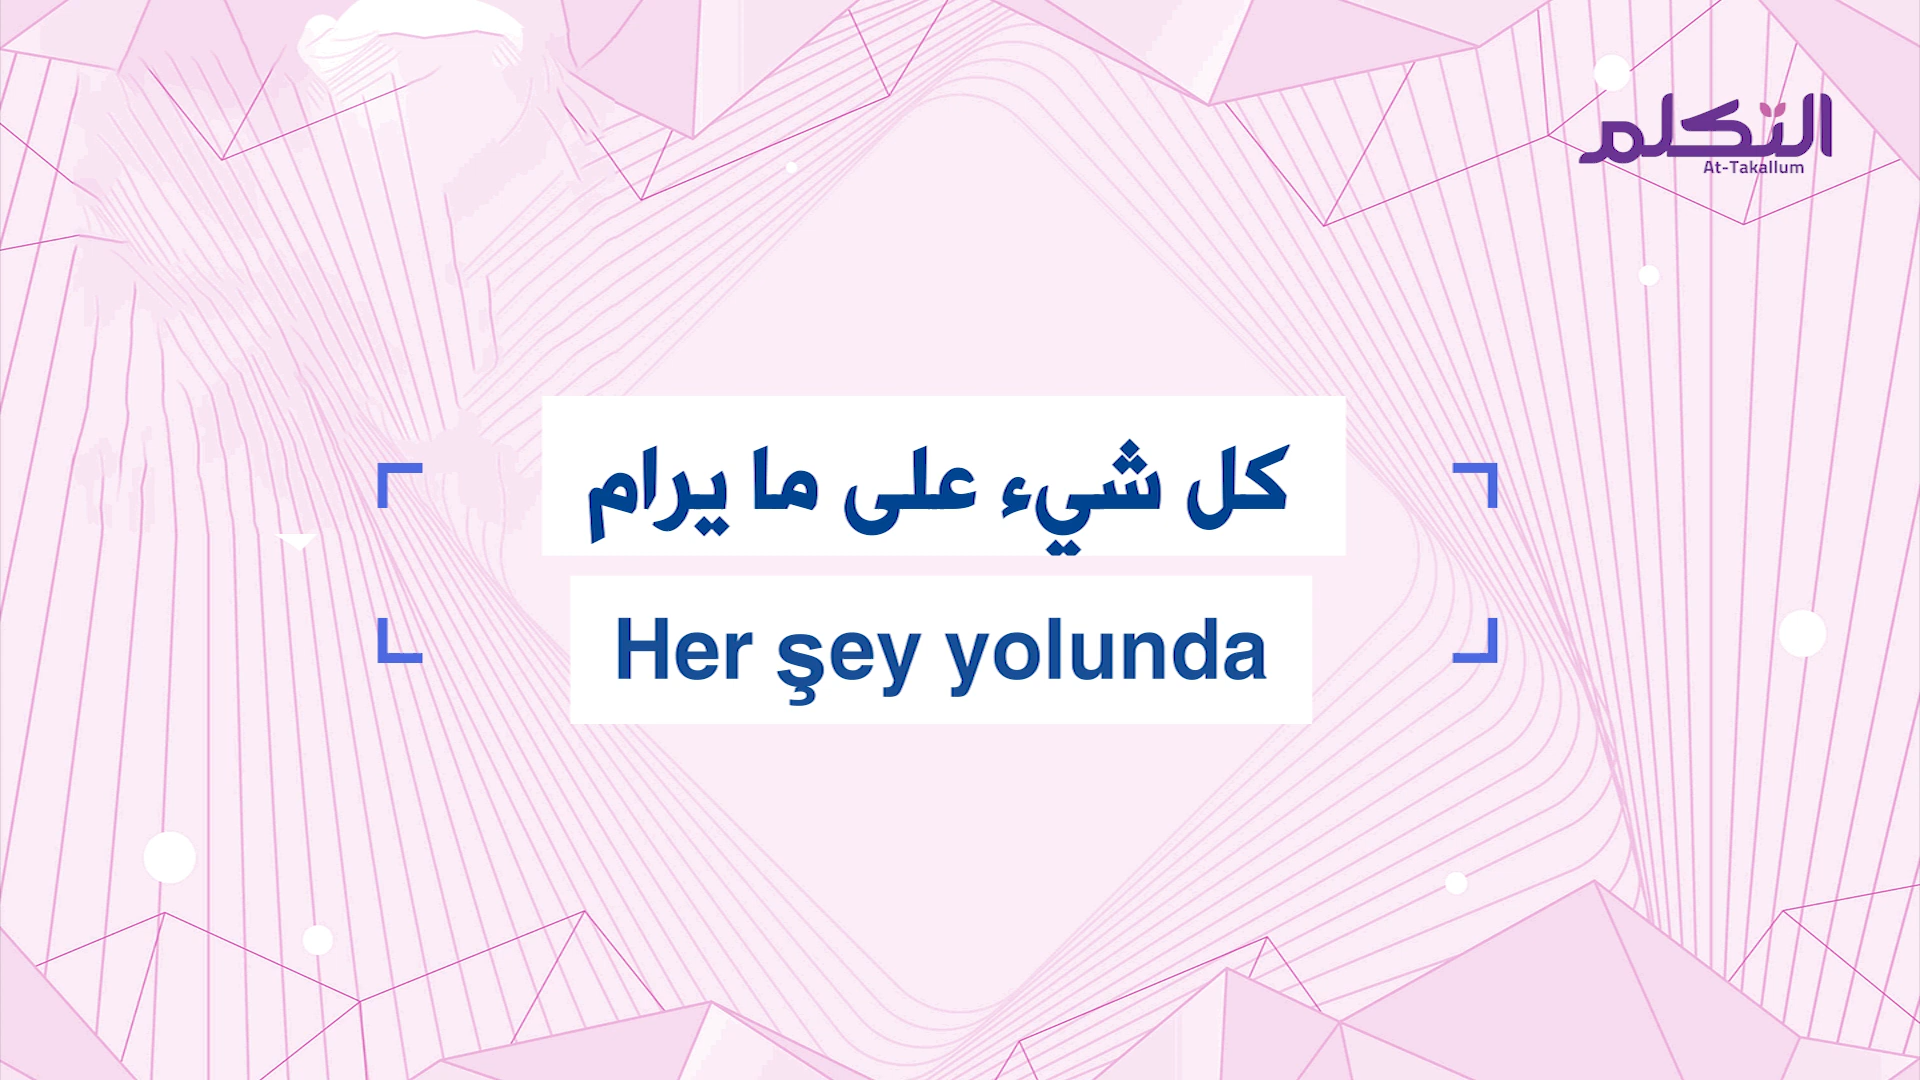 التكلم
At-Takallum
كل شيء على ما يرام
Her şey yolunda